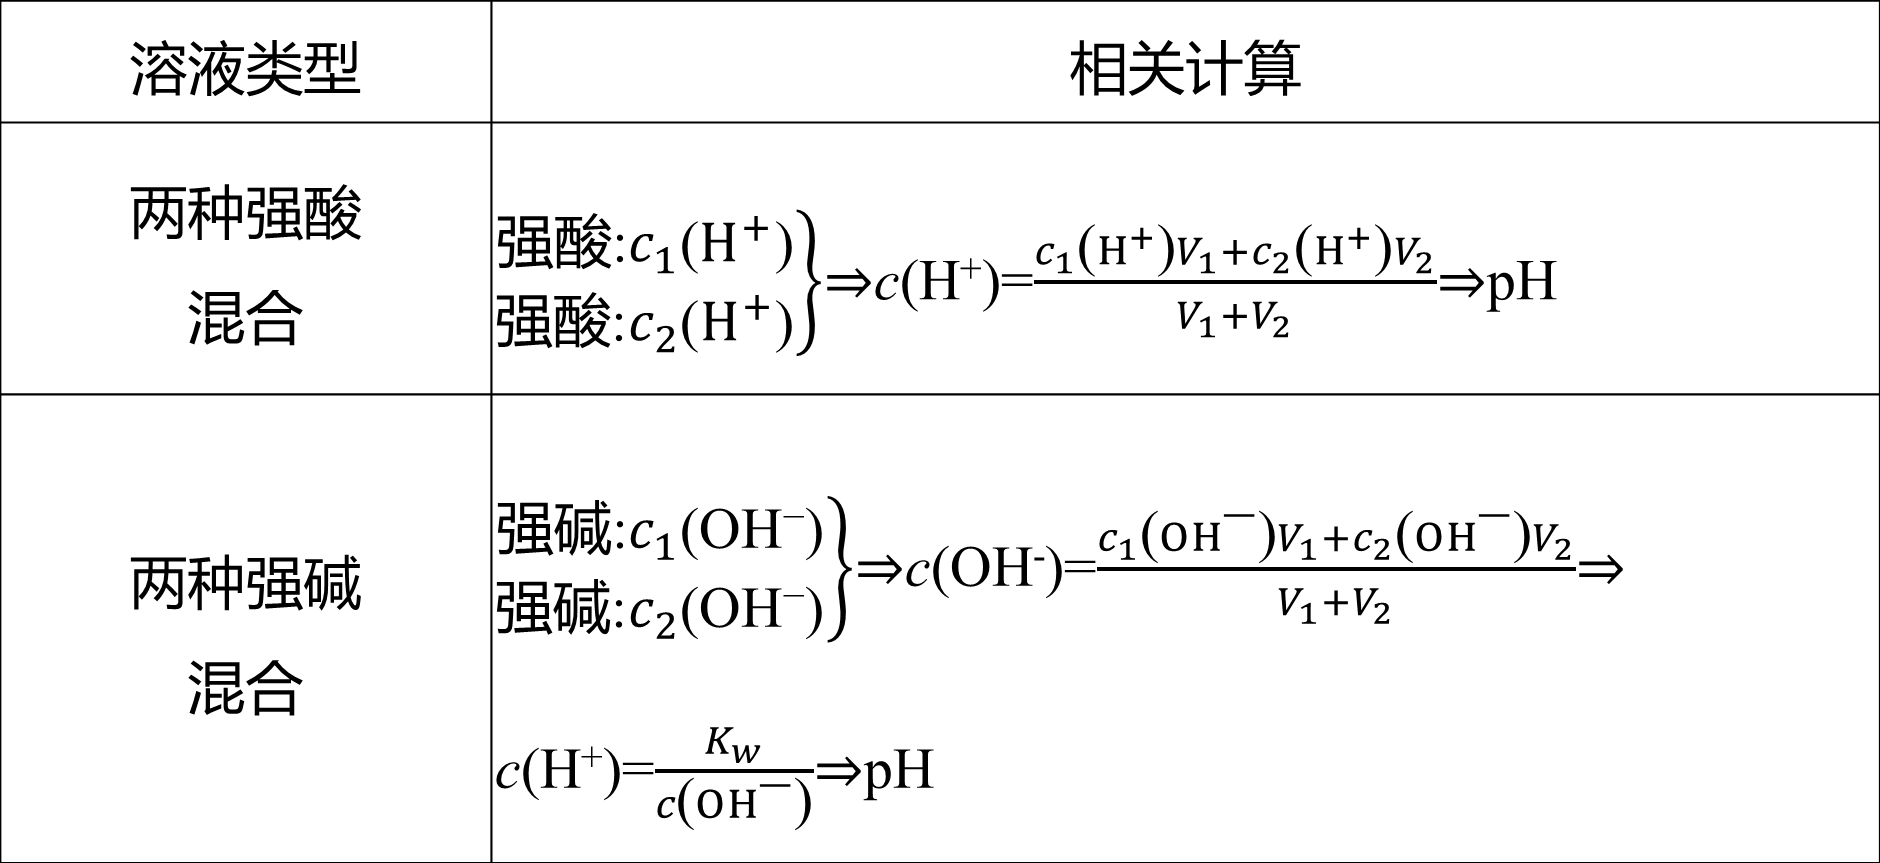 溶液类型
相关计算
两种强酸
混合
强酸:c₁(H⁺)
强酸:c₂(H⁺)
}⇒c(H⁺)=(c₁(H⁺)V₁+c₂(H⁺)V₂)/(V₁+V₂)⇒pH
两种强碱
混合
强碱:c₁(OH⁻)
强碱:c₂(OH⁻)
}⇒c(OH⁻)=(c₁(OH⁻)V₁+c₂(OH⁻)V₂)/(V₁+V₂)⇒
c(H⁺)=K_w/c(OH⁻)⇒pH